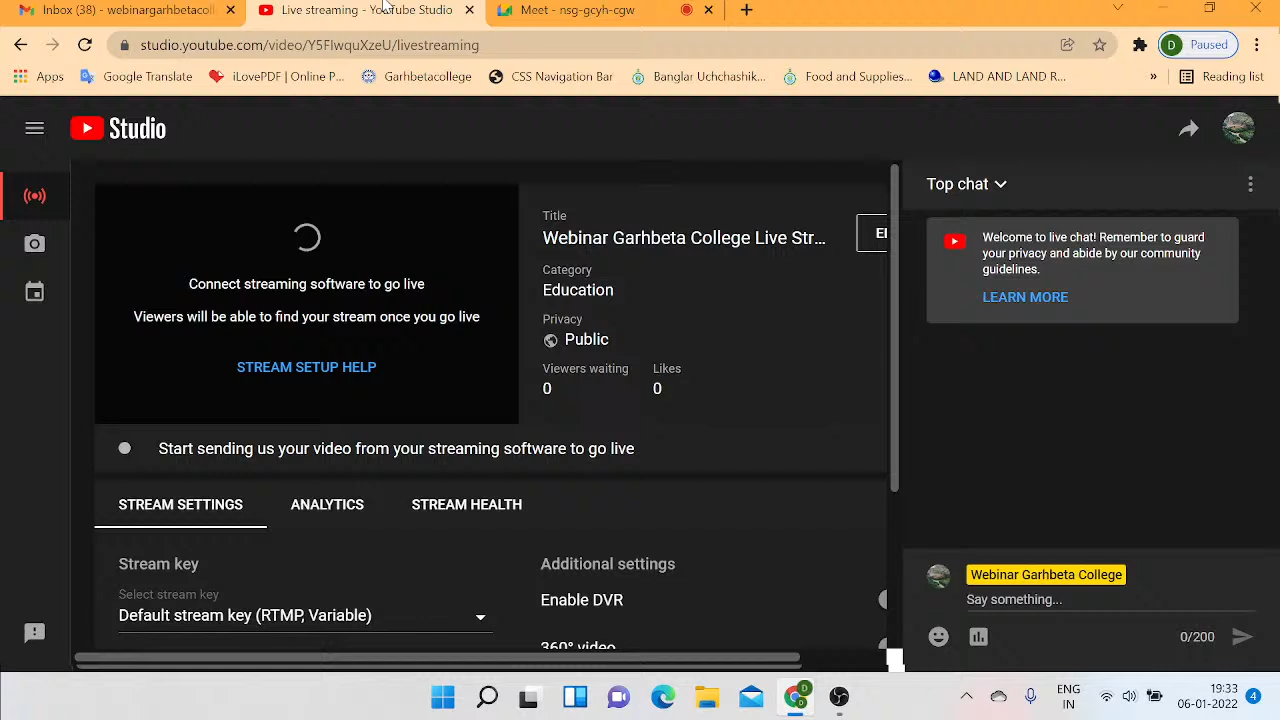 Inbox (38) - webinargarhbetacoll
Live streaming - YouTube Studio
Meet - nsg-gcyh-cgw
studio.youtube.com/video/Y5FIwquXzeU/livestreaming
D Paused
Apps
Google Translate
iLovePDF | Online P...
Garhbetacollege
CSS Navigation Bar
Banglar Uchchashik...
Food and Supplies...
LAND AND LAND R...
»
Reading list
Studio
Top chat
Connect streaming software to go live
Viewers will be able to find your stream once you go live
STREAM SETUP HELP
Title
Webinar Garhbeta College Live Str...
Category
Education
Privacy
Public
Viewers waiting
Likes
0
0
Welcome to live chat! Remember to guard
your privacy and abide by our community
guidelines.
LEARN MORE
Start sending us your video from your streaming software to go live
STREAM SETTINGS
ANALYTICS
STREAM HEALTH
Stream key
Select stream key
Default stream key (RTMP, Variable)
Additional settings
Enable DVR
360° video
Webinar Garhbeta College
Say something...
0/200
D
D
ENG
IN
19:33
06-01-2022
4